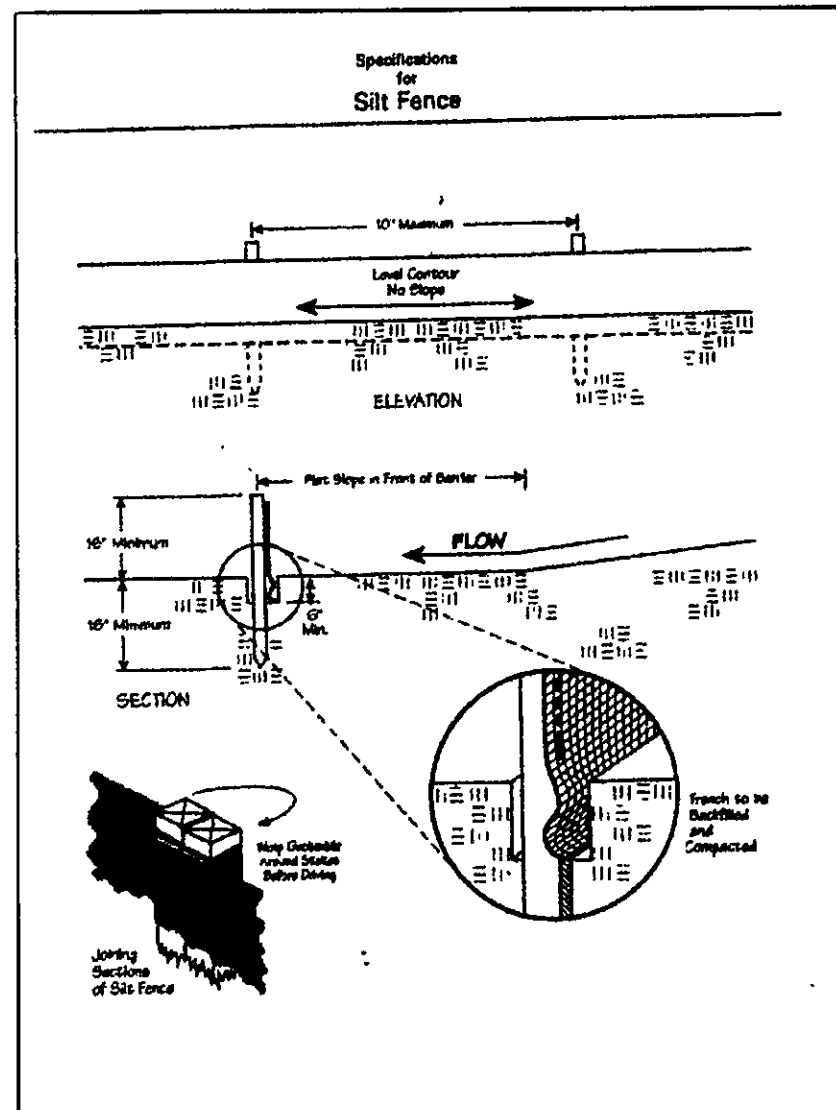 Specifications
for
Silt Fence
10' Maximum
Level Contour
No Slope
ELEVATION
Flat Slope in Front of Barrier
16" Minimum
FLOW
16" Minimum
6"
Min.
SECTION
Trench to be
Backfilled
and
Compacted
Around Stakes
Before Driving
Joining
Sections
of Silt Fence